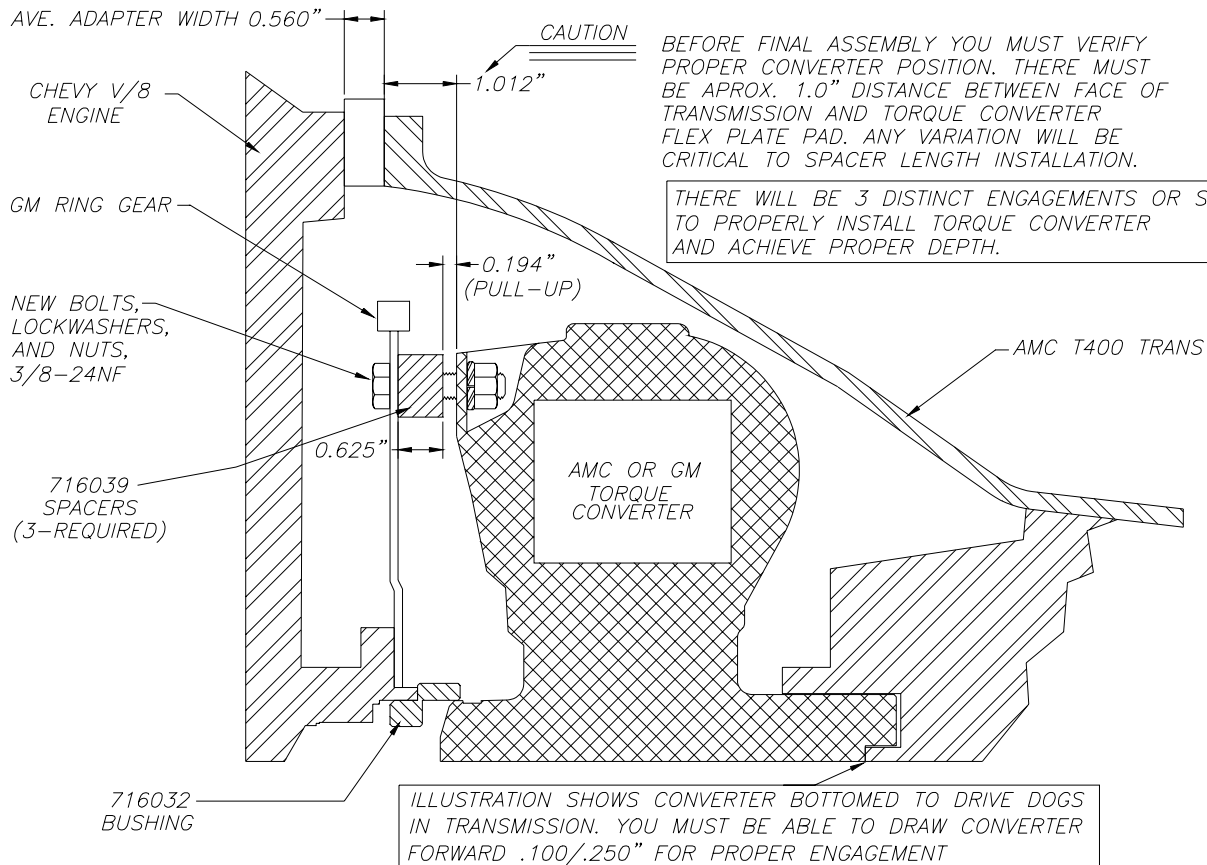 AVE. ADAPTER WIDTH 0.560"
CAUTION
1.012"
BEFORE FINAL ASSEMBLY YOU MUST VERIFY
PROPER CONVERTER POSITION. THERE MUST
BE APROX. 1.0" DISTANCE BETWEEN FACE OF
TRANSMISSION AND TORQUE CONVERTER
FLEX PLATE PAD. ANY VARIATION WILL BE
CRITICAL TO SPACER LENGTH INSTALLATION.
CHEVY V/8
ENGINE
GM RING GEAR
THERE WILL BE 3 DISTINCT ENGAGEMENTS OR S
TO PROPERLY INSTALL TORQUE CONVERTER
AND ACHIEVE PROPER DEPTH.
0.194"
(PULL-UP)
NEW BOLTS,
LOCKWASHERS,
AND NUTS,
3/8-24NF
AMC T400 TRANS
0.625"
AMC OR GM
TORQUE
CONVERTER
716039
SPACERS
(3-REQUIRED)
716032
BUSHING
ILLUSTRATION SHOWS CONVERTER BOTTOMED TO DRIVE DOGS
IN TRANSMISSION. YOU MUST BE ABLE TO DRAW CONVERTER
FORWARD .100/.250" FOR PROPER ENGAGEMENT